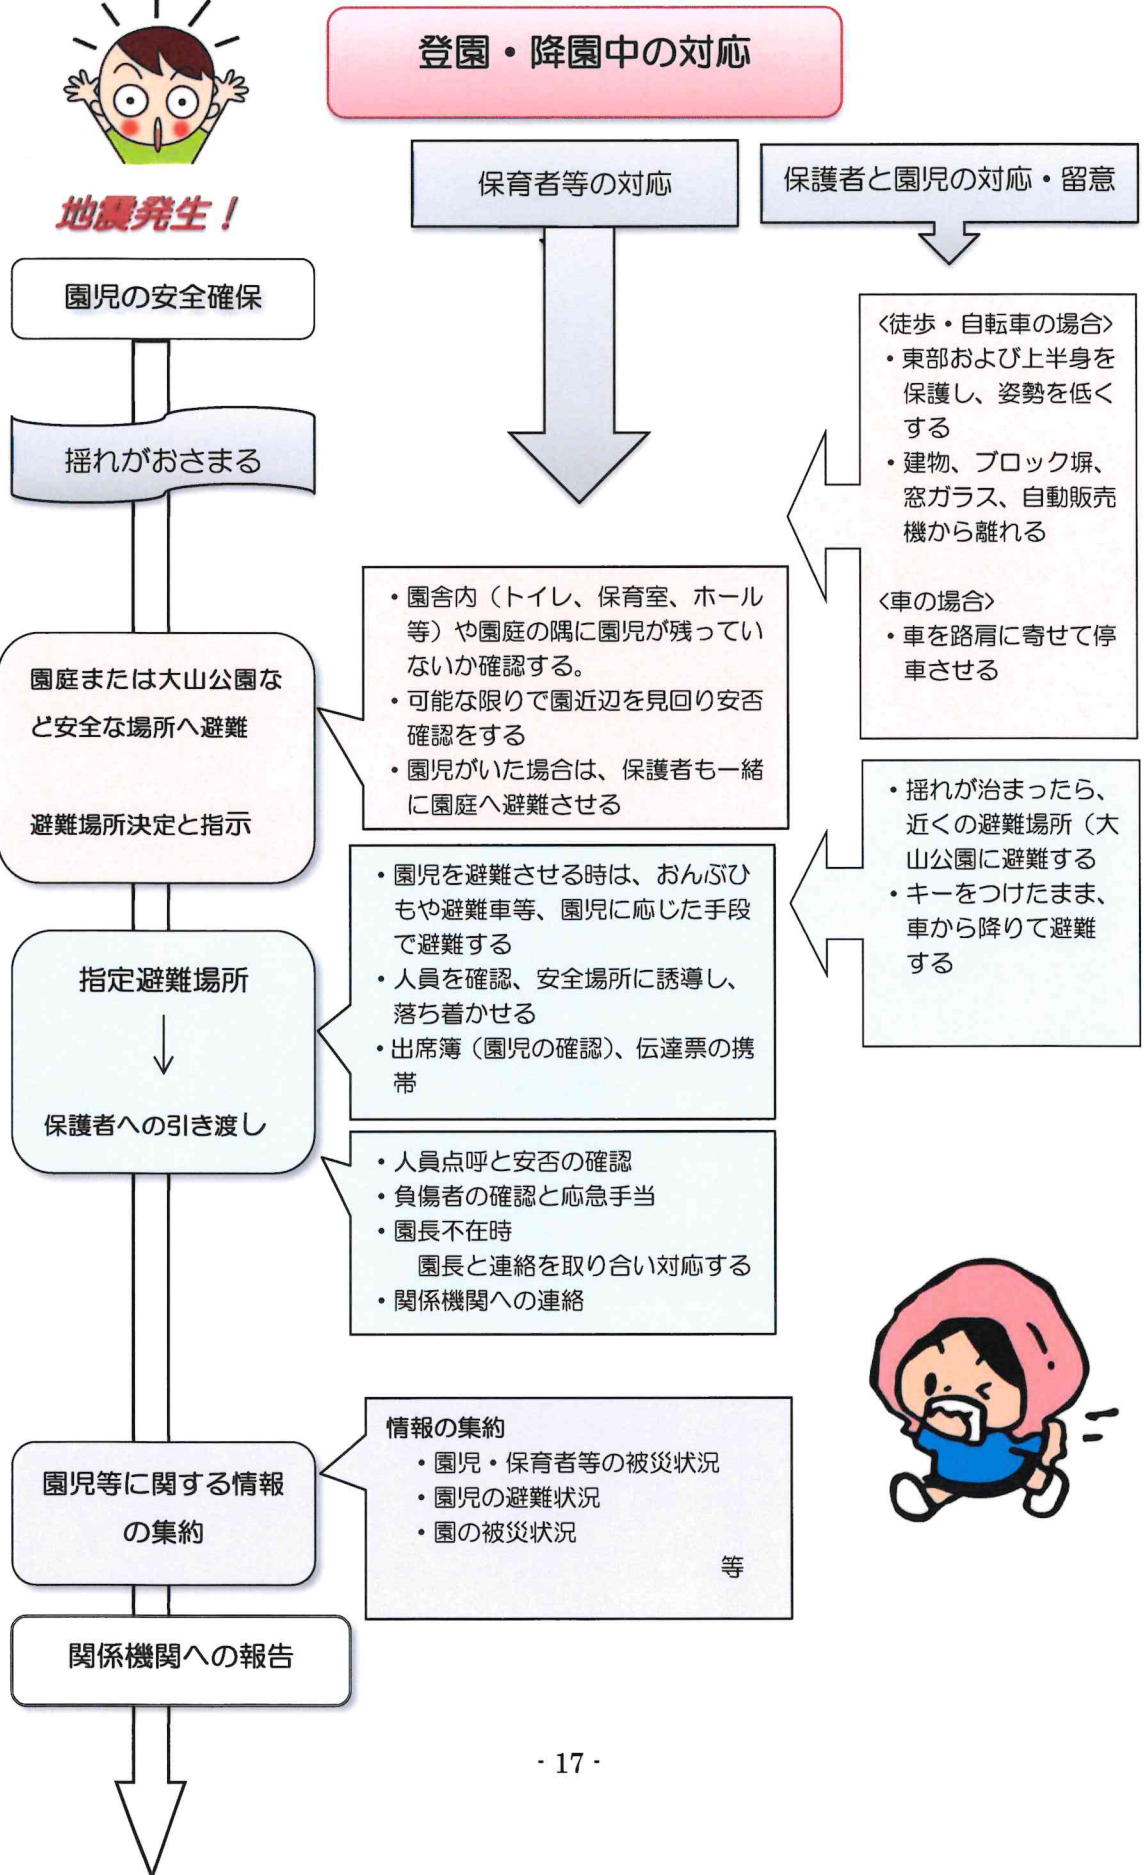 登園・降園中の対応
地震発生！
保育者等の対応
保護者と園児の対応・留意
園児の安全確保
揺れがおさまる
園庭または大山公園な
ど安全な場所へ避難
避難場所決定と指示
指定避難場所
↓
保護者への引き渡し
園児等に関する情報
の集約
関係機関への報告
・園舎内（トイレ、保育室、ホール
等）や園庭の隅に園児が残ってい
ないか確認する。
・可能な限りで園近辺を見回り安否
確認をする
・園児がいた場合は、保護者も一緒
に園庭へ避難させる
・園児を避難させる時は、おんぶひ
もや避難車等、園児に応じた手段
で避難する
・人員を確認、安全場所に誘導し、
落ち着かせる
・出席簿（園児の確認）、伝達票の携
帯
・人員点呼と安否の確認
・負傷者の確認と応急手当
・園長不在時
園長と連絡を取り合い対応する
・関係機関への連絡
情報の集約
・園児・保育者等の被災状況
・園児の避難状況
・園の被災状況
等
〈徒歩・自転車の場合〉
・東部および上半身を
保護し、姿勢を低く
する
・建物、ブロック塀、
窓ガラス、自動販売
機から離れる
〈車の場合〉
・車を路肩に寄せて停
車させる
・揺れが治まったら、
近くの避難場所（大
山公園に避難する
・キーをつけたまま、
車から降りて避難
する
- 17 -